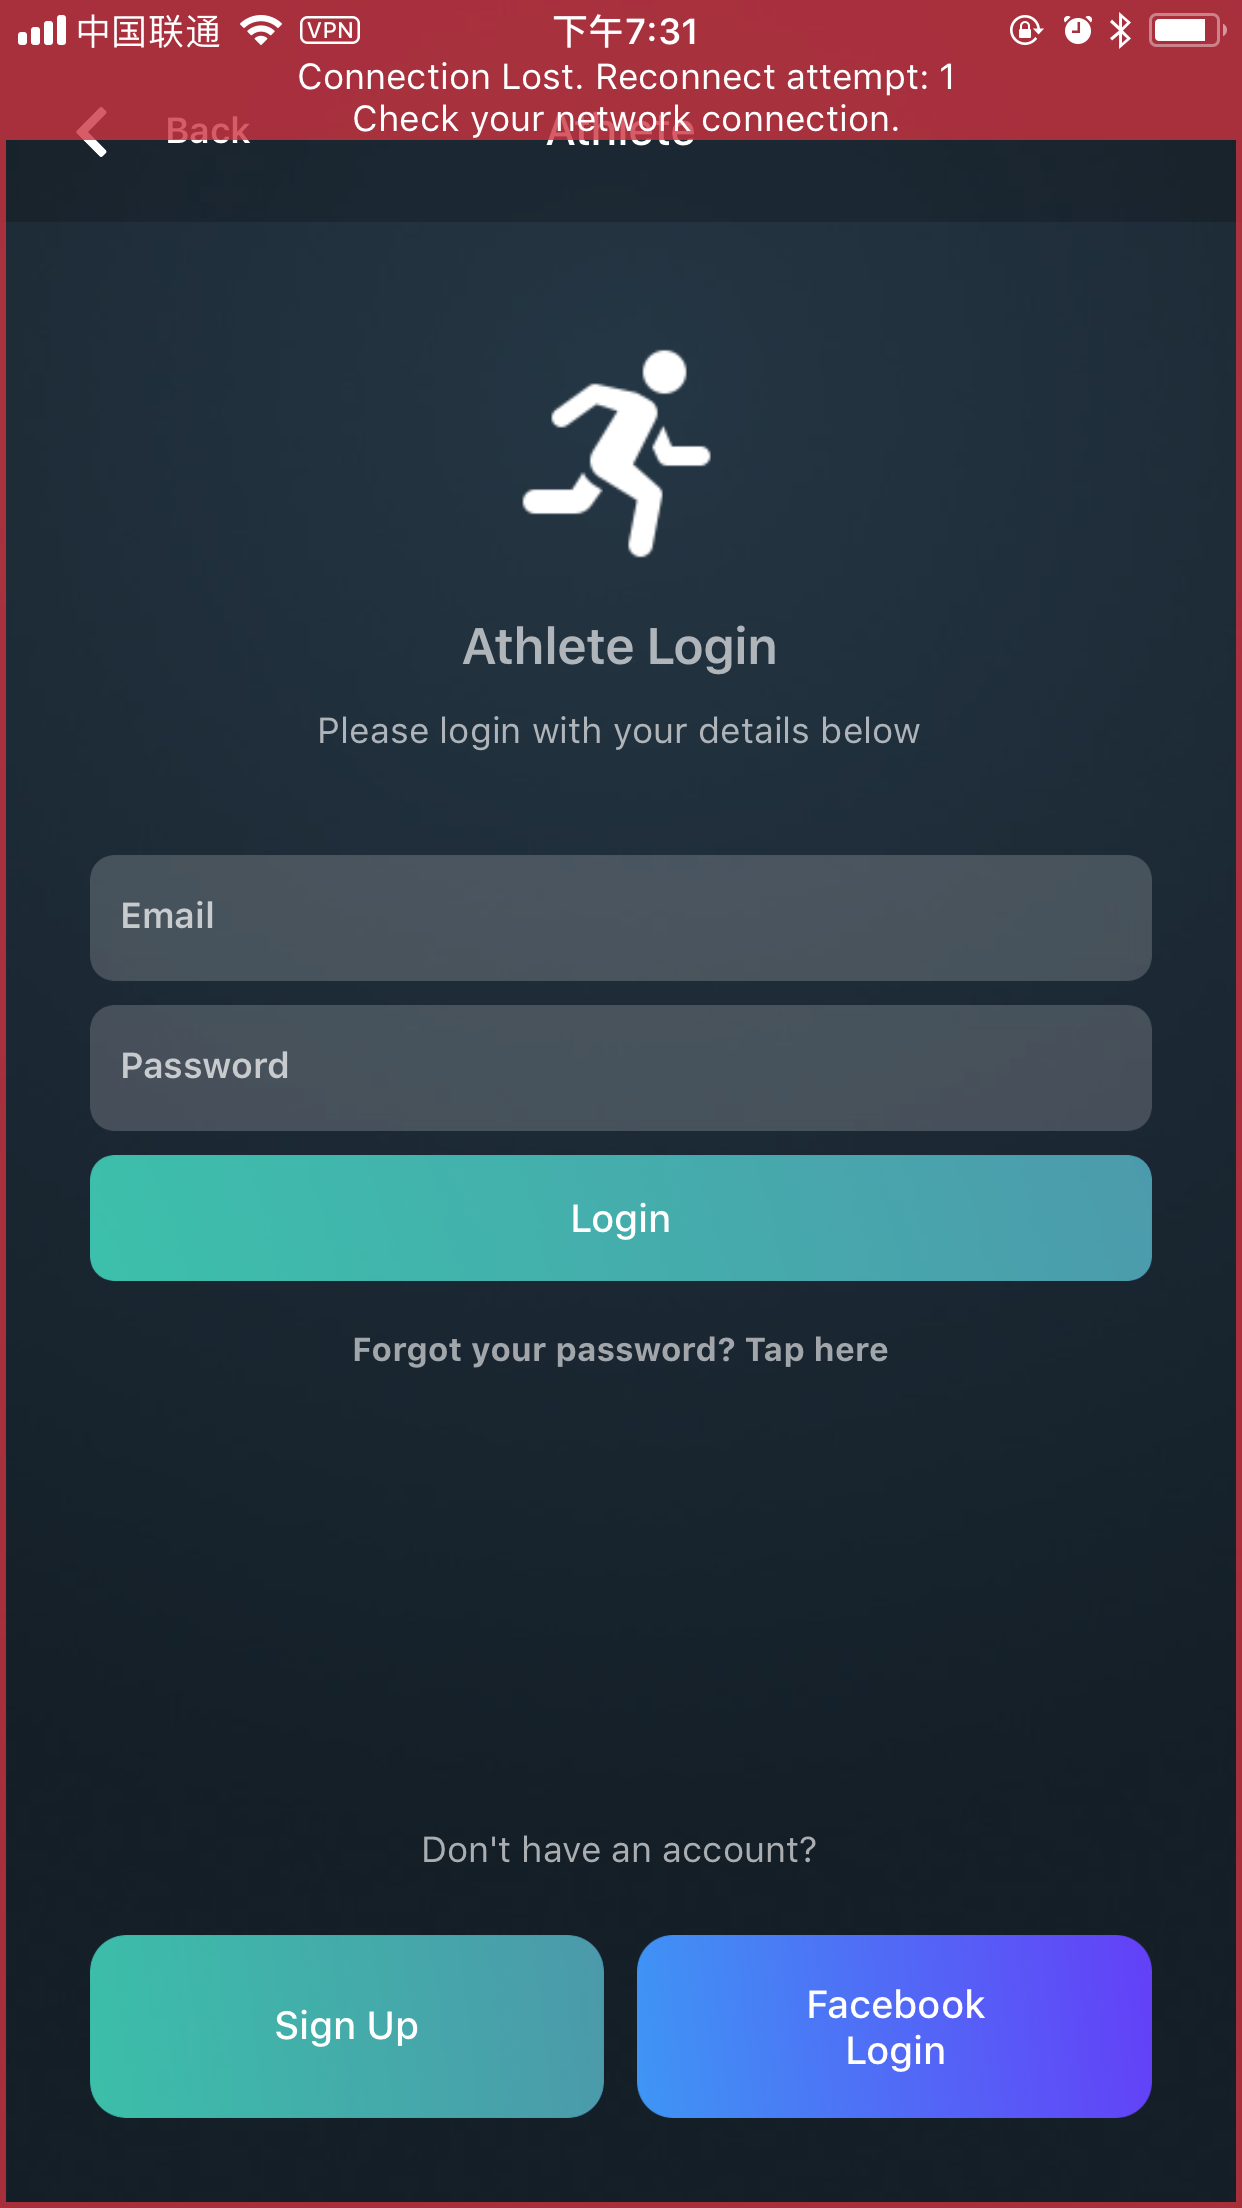 中国联通 VPN 下午7:31
Connection Lost. Reconnect attempt: 1
Check your network connection.
Back Athlete
Athlete Login
Please login with your details below
Email
Password
Login
Forgot your password? Tap here
Don't have an account?
Sign Up
Facebook
Login